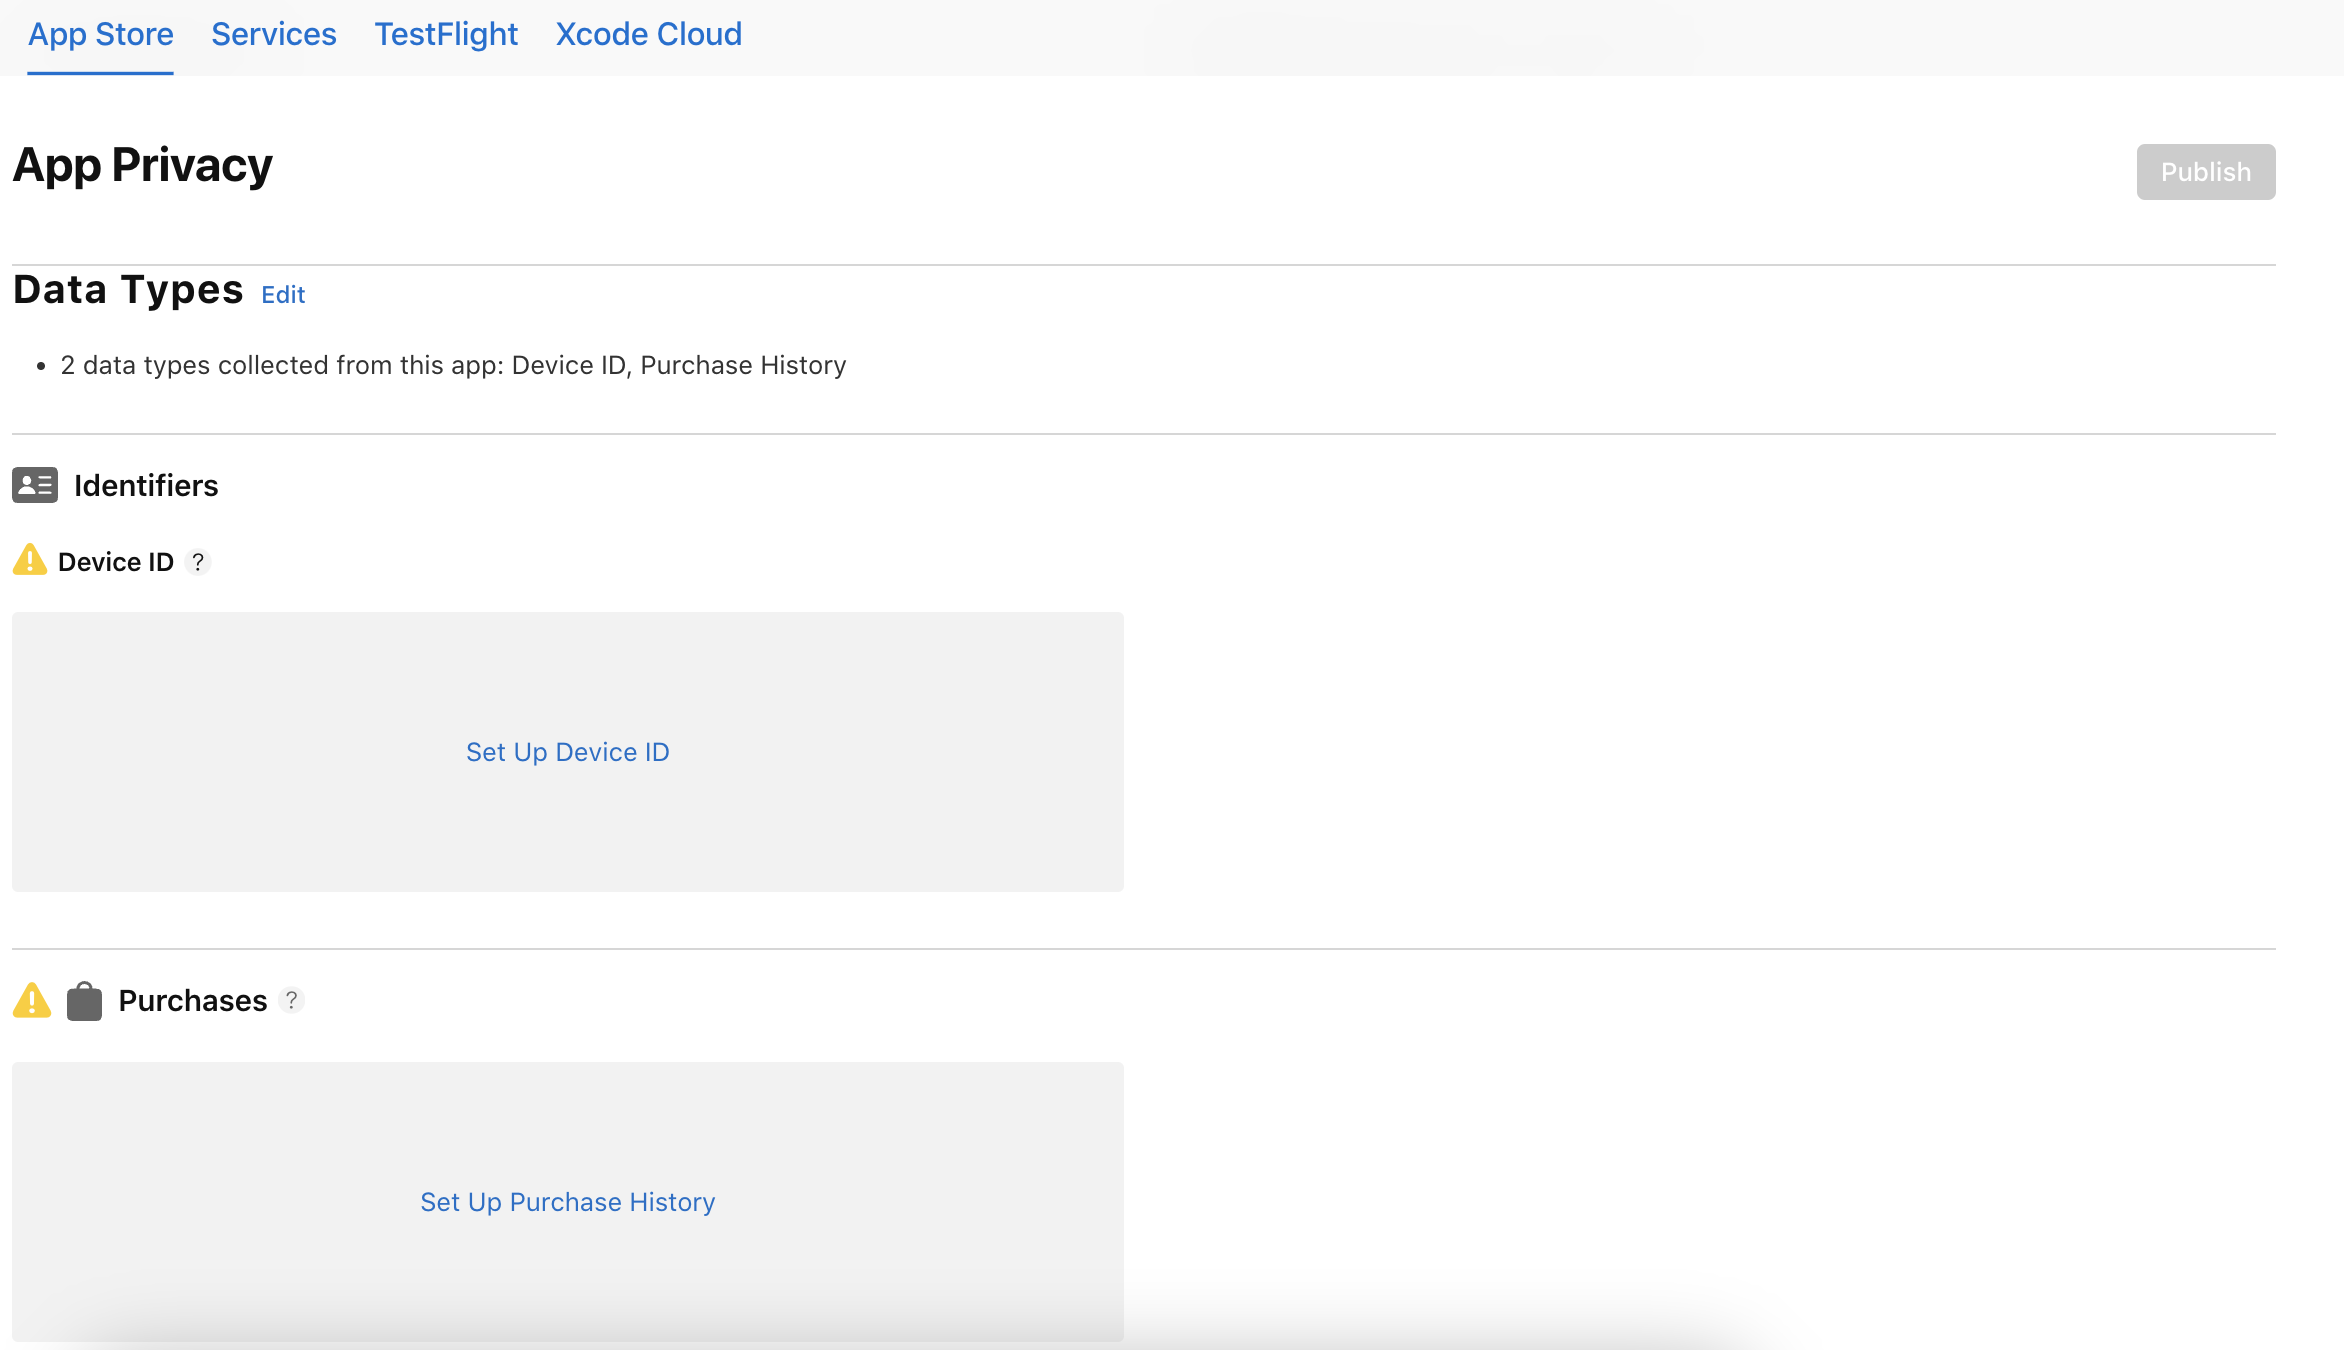 App Store Services TestFlight Xcode Cloud
App Privacy
Publish
Data Types Edit
• 2 data types collected from this app: Device ID, Purchase History
Identifiers
Device ID ?
Set Up Device ID
Purchases ?
Set Up Purchase History